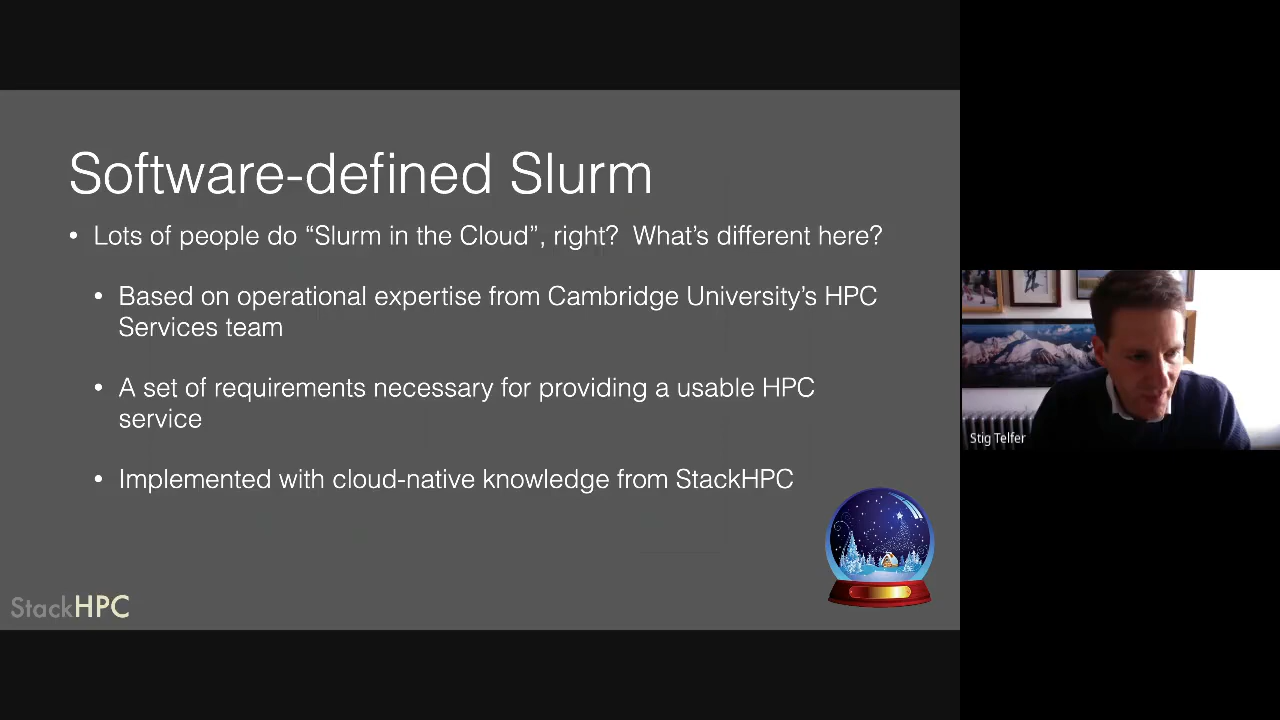 Software-defined Slurm
• Lots of people do “Slurm in the Cloud”, right?  What’s different here?
• Based on operational expertise from Cambridge University’s HPC
Services team
• A set of requirements necessary for providing a usable HPC
service
• Implemented with cloud-native knowledge from StackHPC
StackHPC
Stig Telfer